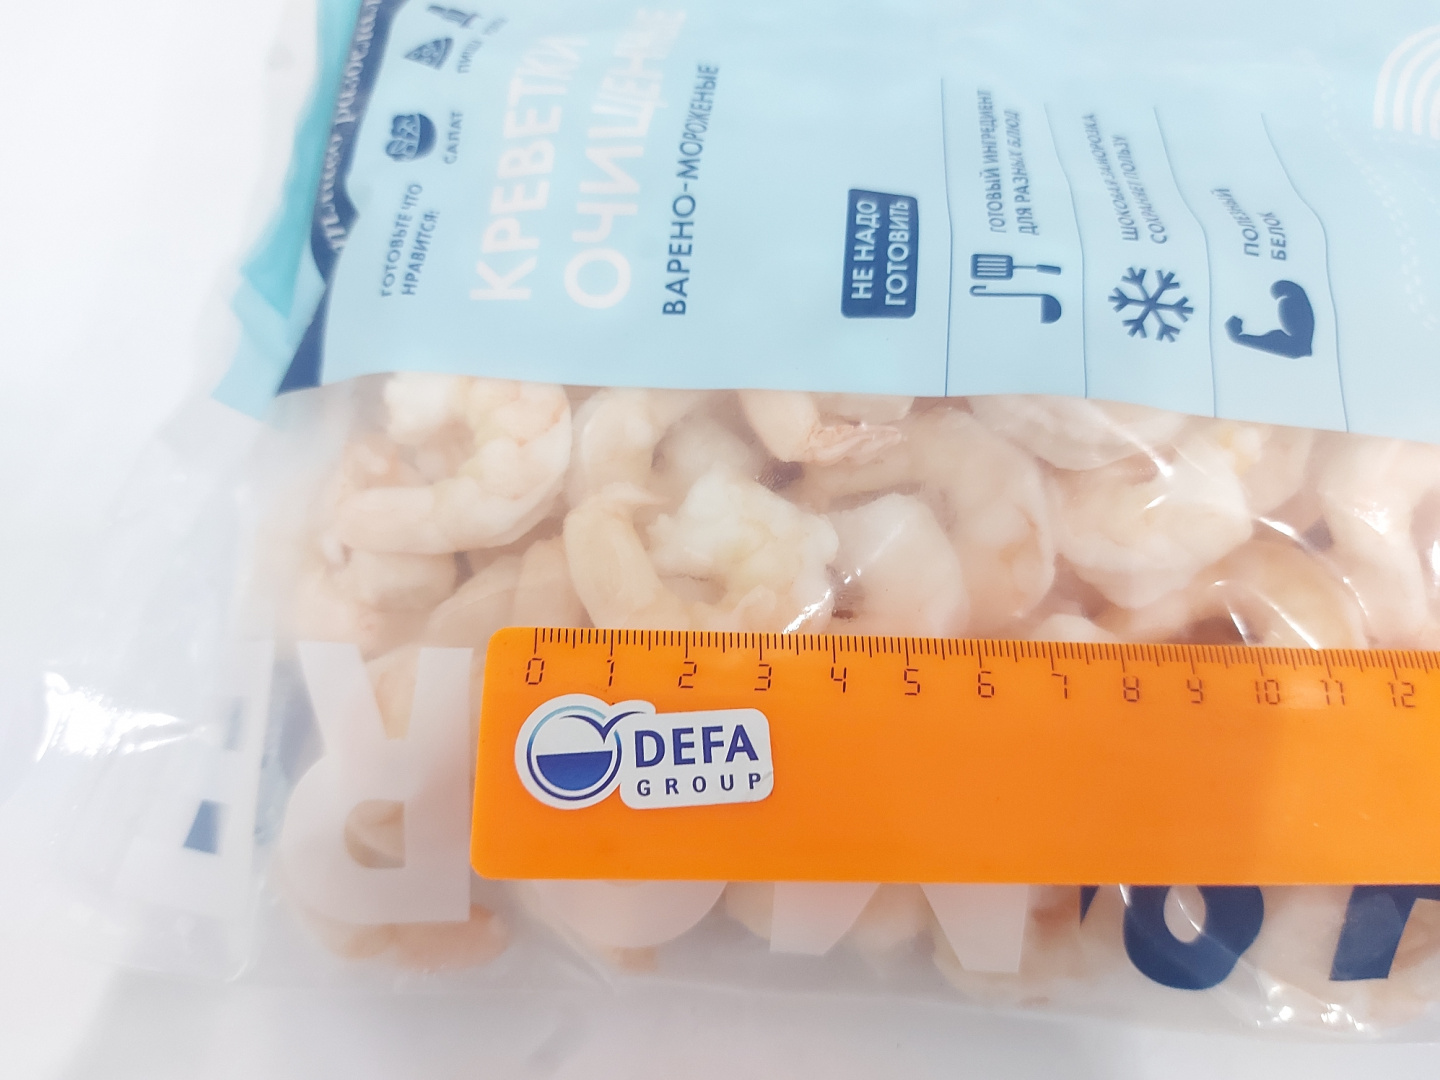 КРЕВЕТКИ
ОЧИЩЕННЫЕ
ВАРЕНО-МОРОЖЕНЫЕ
ГОТОВЬТЕ ЧТО
НРАВИТСЯ:
САЛАТ
ПИЦЦА
НЕ НАДО
ГОТОВИТЬ
ГОТОВЫЙ ИНГРЕДИЕНТ
ДЛЯ РАЗНЫХ БЛЮД
ШОКОВАЯ ЗАМОРОЗКА
СОХРАНЯЕТ ПОЛЬЗУ
ПОЛЕЗНЫЙ
БЕЛОК
0 1 2 3 4 5 6 7 8 9 10 11 12
DEFA
GROUP